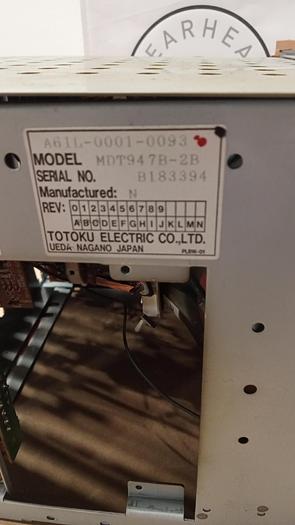 EARHEA
A61L-0001-0093
MODEL MDT947B-2B
SERIAL NO. B183394
Manufactured: N
REV: 0 1 2 3 4 5 6 7 8 9
A B C D E F G H I J K L M N
TOTOKU ELECTRIC CO.,LTD.
UEDA NAGANO JAPAN